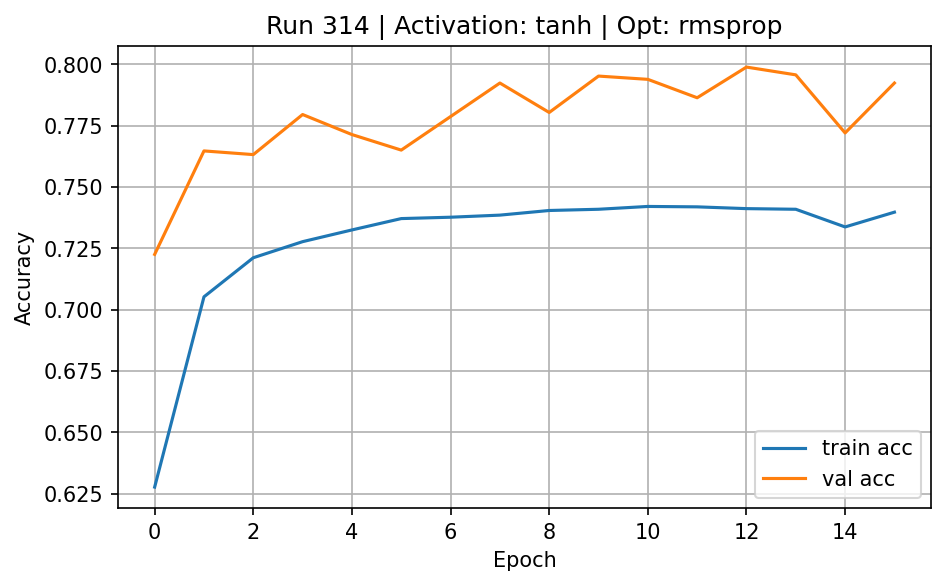 Run 314 | Activation: tanh | Opt: rmsprop
0.800
0.775
0.750
0.725
0.700
0.675
0.650
0.625
Accuracy
train acc
val acc
0 2 4 6 8 10 12 14
Epoch